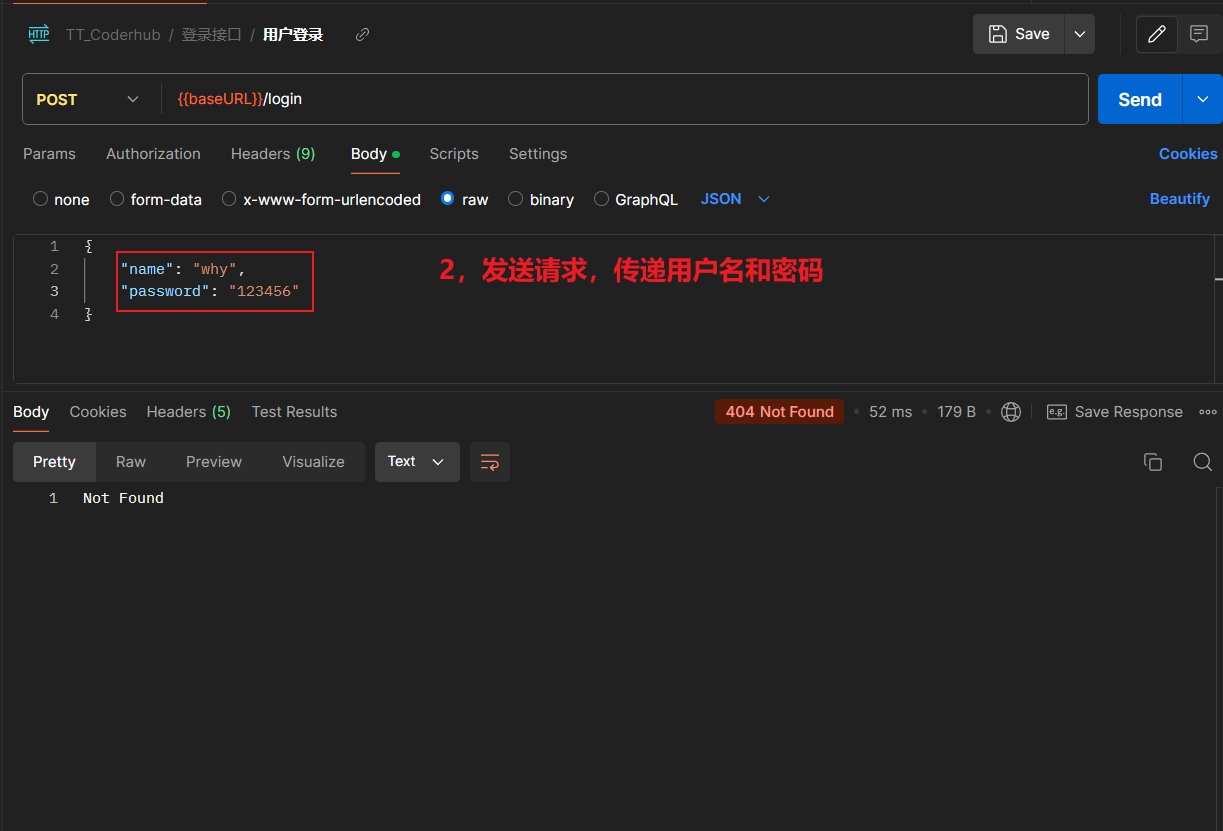 HTTP TT_Coderhub / 登录接口 / 用户登录 Save
POST {{baseURL}}/login Send
Params Authorization Headers (9) Body Scripts Settings Cookies
none form-data x-www-form-urlencoded raw binary GraphQL JSON Beautify
1 {
2 "name": "why",
3 "password": "123456"
4 }
2，发送请求，传递用户名和密码
Body Cookies Headers (5) Test Results 404 Not Found 52 ms 179 B e.g. Save Response
Pretty Raw Preview Visualize Text
1 Not Found